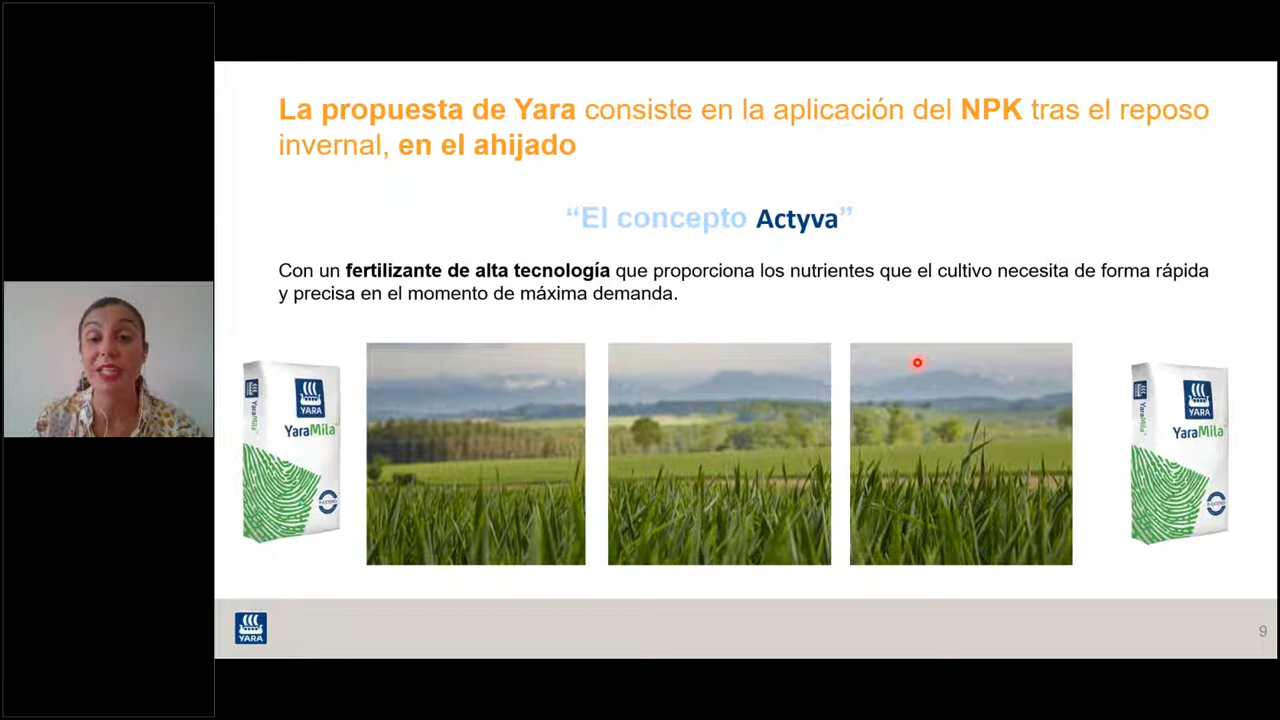 La propuesta de Yara consiste en la aplicación del NPK tras el reposo
invernal, en el ahijado
“El concepto Actyva”
Con un fertilizante de alta tecnología que proporciona los nutrientes que el cultivo necesita de forma rápida
y precisa en el momento de máxima demanda.
YARA
YaraMila
YaraMila
YARA
YaraMila
YaraMila
YARA
9